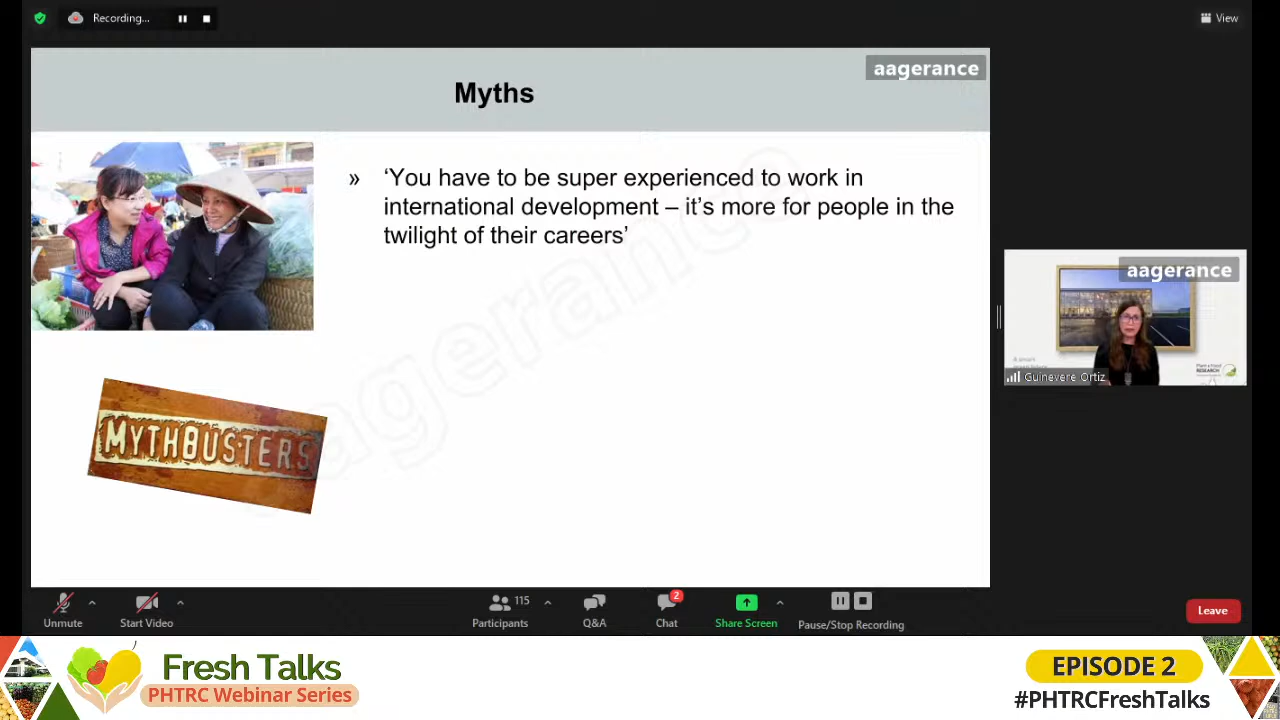 Recording...
View
aagerance
Myths
» ‘You have to be super experienced to work in
international development – it’s more for people in the
twilight of their careers’
aagerance
aagerance
Guinevere Ortiz
RESEARCH
MYTHBUSTERS
Unmute
Start Video
115
Participants
Q&A
2
Chat
Share Screen
Pause/Stop Recording
Leave
Fresh Talks
PHTRC Webinar Series
EPISODE 2
#PHTRCFreshTalks